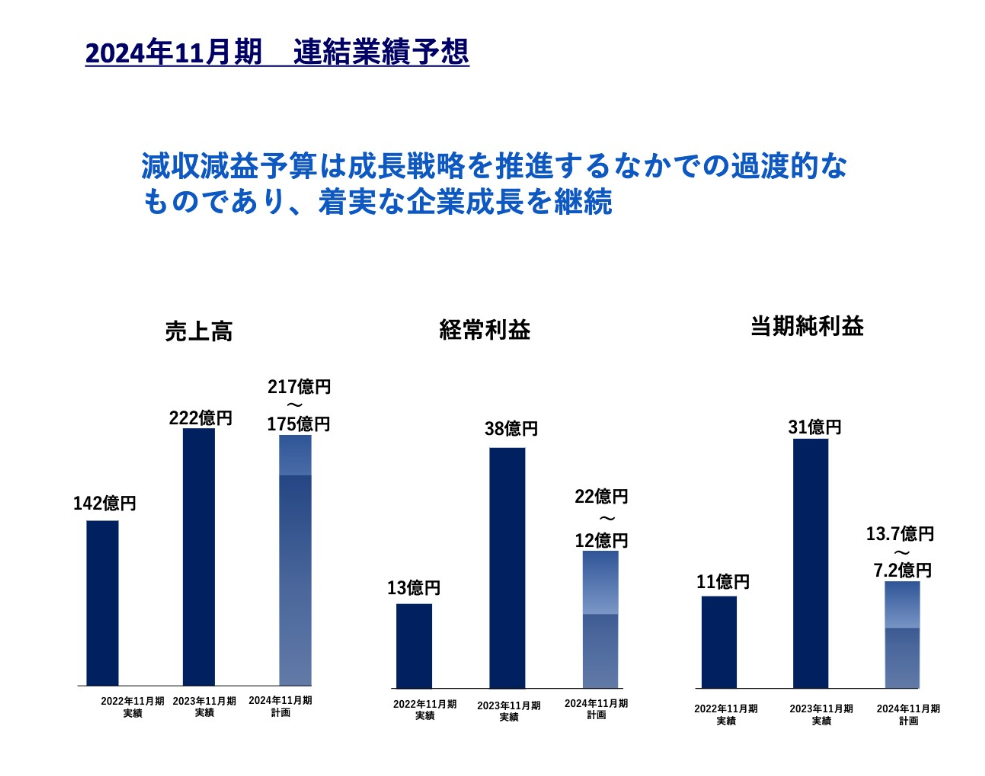 2024年11月期　連結業績予想
減収減益予算は成長戦略を推進するなかでの過渡的な
ものであり、着実な企業成長を継続
売上高
142億円
222億円
217億円
～
175億円
2022年11月期
実績
2023年11月期
実績
2024年11月期
計画
経常利益
13億円
38億円
22億円
～
12億円
2022年11月期
実績
2023年11月期
実績
2024年11月期
計画
当期純利益
11億円
31億円
13.7億円
～
7.2億円
2022年11月期
実績
2023年11月期
実績
2024年11月期
計画